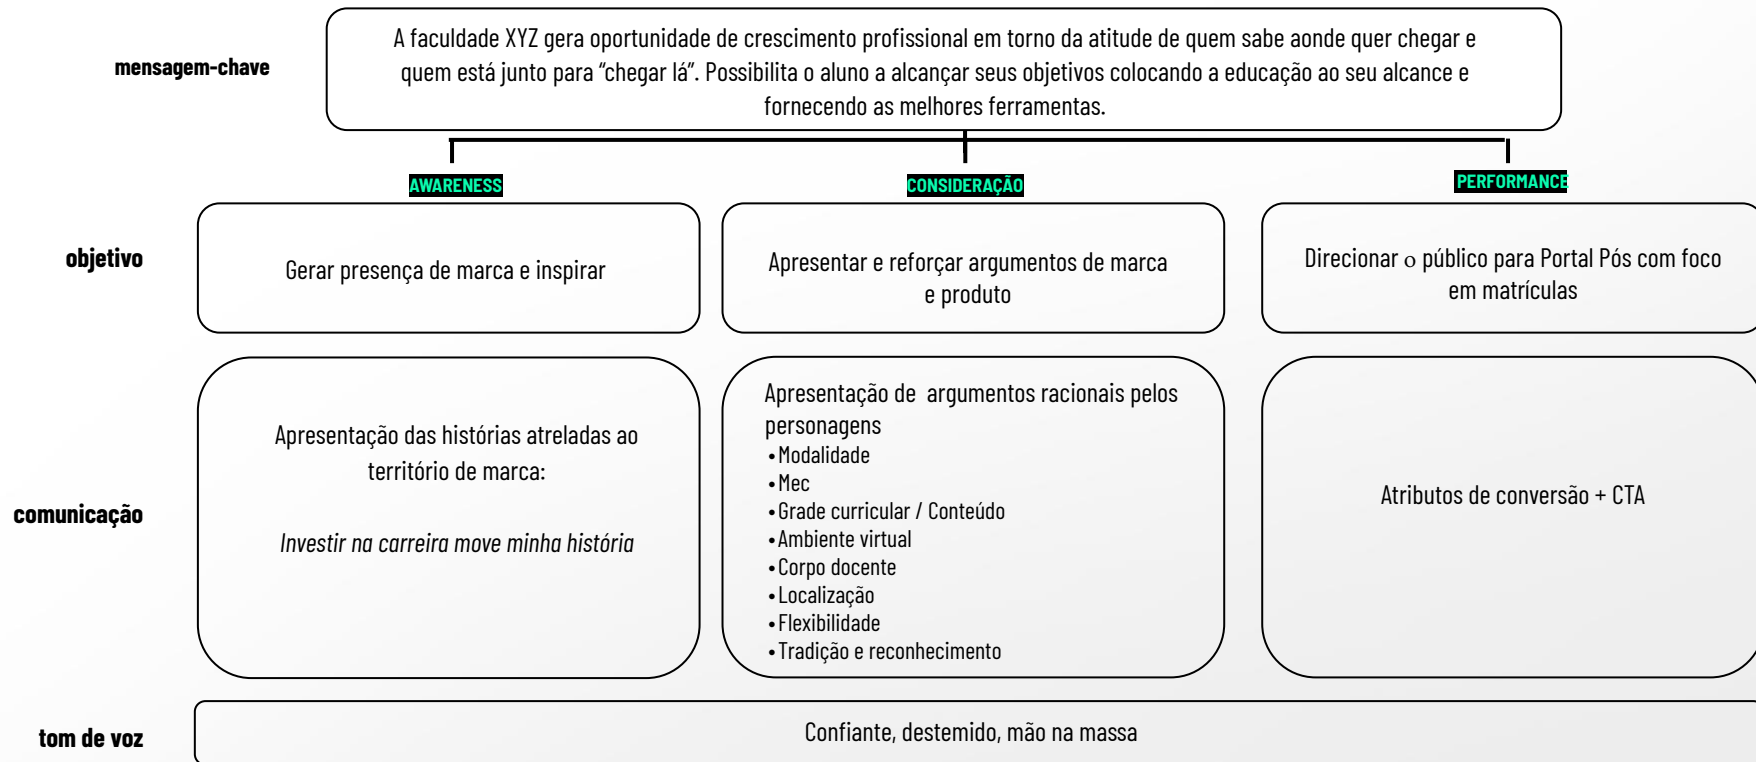 mensagem-chave
A faculdade XYZ gera oportunidade de crescimento profissional em torno da atitude de quem sabe aonde quer chegar e
quem está junto para “chegar lá”. Possibilita o aluno a alcançar seus objetivos colocando a educação ao seu alcance e
fornecendo as melhores ferramentas.
AWARENESS
CONSIDERAÇÃO
PERFORMANCE
objetivo
Gerar presença de marca e inspirar
Apresentar e reforçar argumentos de marca
e produto
Direcionar o público para Portal Pós com foco
em matrículas
comunicação
Apresentação das histórias atreladas ao
território de marca:
Investir na carreira move minha história
Apresentação de argumentos racionais pelos
personagens
•Modalidade
•Mec
•Grade curricular / Conteúdo
•Ambiente virtual
•Corpo docente
•Localização
•Flexibilidade
•Tradição e reconhecimento
Atributos de conversão + CTA
tom de voz
Confiante, destemido, mão na massa